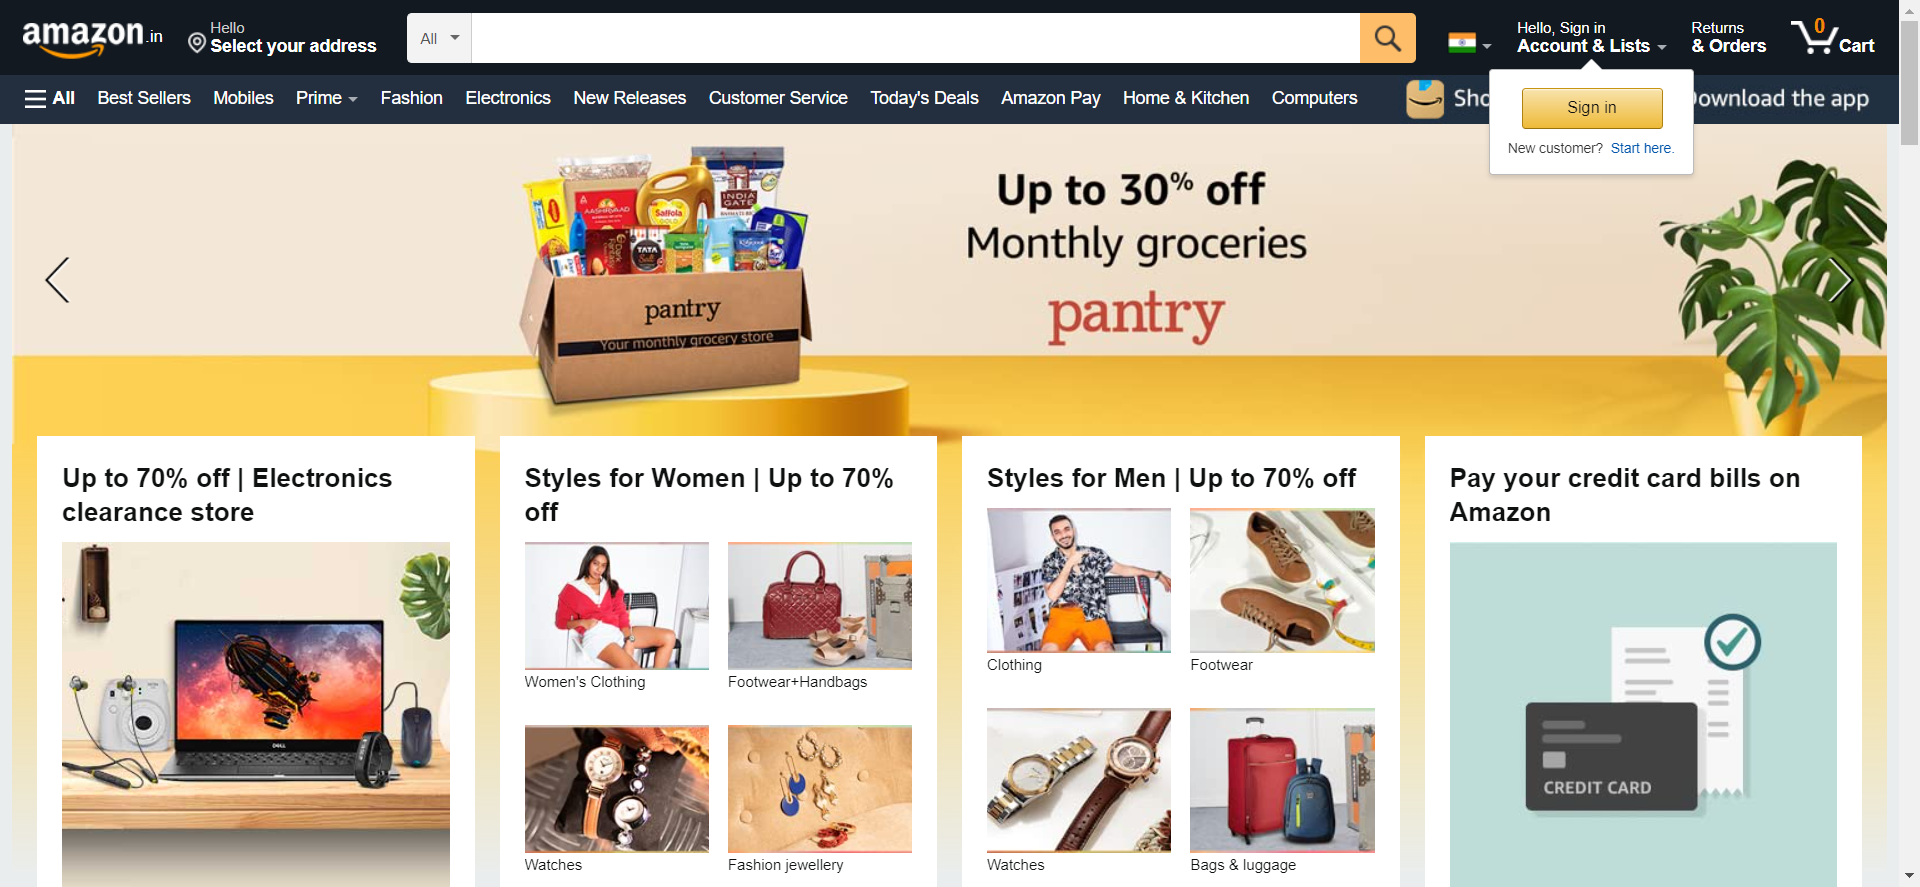 amazon.in
Hello
Select your address
All
Hello, Sign in
Account & Lists
Returns
& Orders
0
Cart
All
Best Sellers
Mobiles
Prime
Fashion
Electronics
New Releases
Customer Service
Today's Deals
Amazon Pay
Home & Kitchen
Computers
Sho
ownload the app
Sign in
New customer? Start here.
Up to 30% off
Monthly groceries
pantry
AASHIRVAAD
Saffola
GOLD
INDIA
GATE
TATA
Salt
pantry
Your monthly grocery store
Up to 70% off | Electronics
clearance store
DELL
Styles for Women | Up to 70%
off
Women's Clothing
Footwear+Handbags
Watches
Fashion jewellery
Styles for Men | Up to 70% off
Clothing
Footwear
Watches
Bags & luggage
Pay your credit card bills on
Amazon
CREDIT CARD